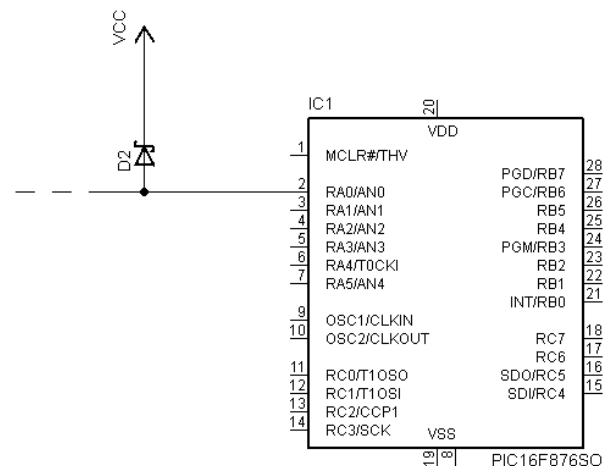 VCC
D2
IC1
20
VDD
1 MCLR#/THV
PGD/RB7 28
2 RA0/AN0 PGC/RB6 27
3 RA1/AN1 RB5 26
4 RA2/AN2 RB4 25
5 RA3/AN3 PGM/RB3 24
6 RA4/T0CKI RB2 23
7 RA5/AN4 RB1 22
INT/RB0 21
9 OSC1/CLKIN
10 OSC2/CLKOUT RC7 18
RC6 17
11 RC0/T1OSO SDO/RC5 16
12 RC1/T1OSI SDI/RC4 15
13 RC2/CCP1
14 RC3/SCK
VSS
19 8
PIC16F876SO